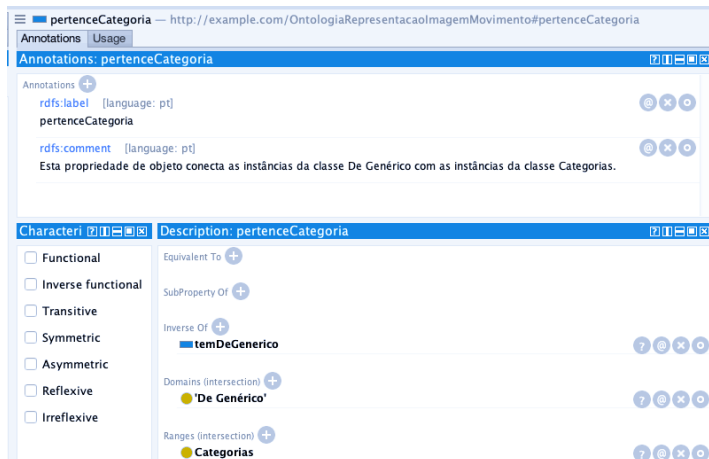 pertenceCategoria — http://example.com/OntologiaRepresentacaoImagemMovimento#pertenceCategoria
Annotations Usage
Annotations: pertenceCategoria
Annotations
rdfs:label [language: pt]
pertenceCategoria
rdfs:comment [language: pt]
Esta propriedade de objeto conecta as instâncias da classe De Genérico com as instâncias da classe Categorias.
Characteri
Functional
Inverse functional
Transitive
Symmetric
Asymmetric
Reflexive
Irreflexive
Description: pertenceCategoria
Equivalent To
SubProperty Of
Inverse Of
temDeGenerico
Domains (intersection)
'De Genérico'
Ranges (intersection)
Categorias